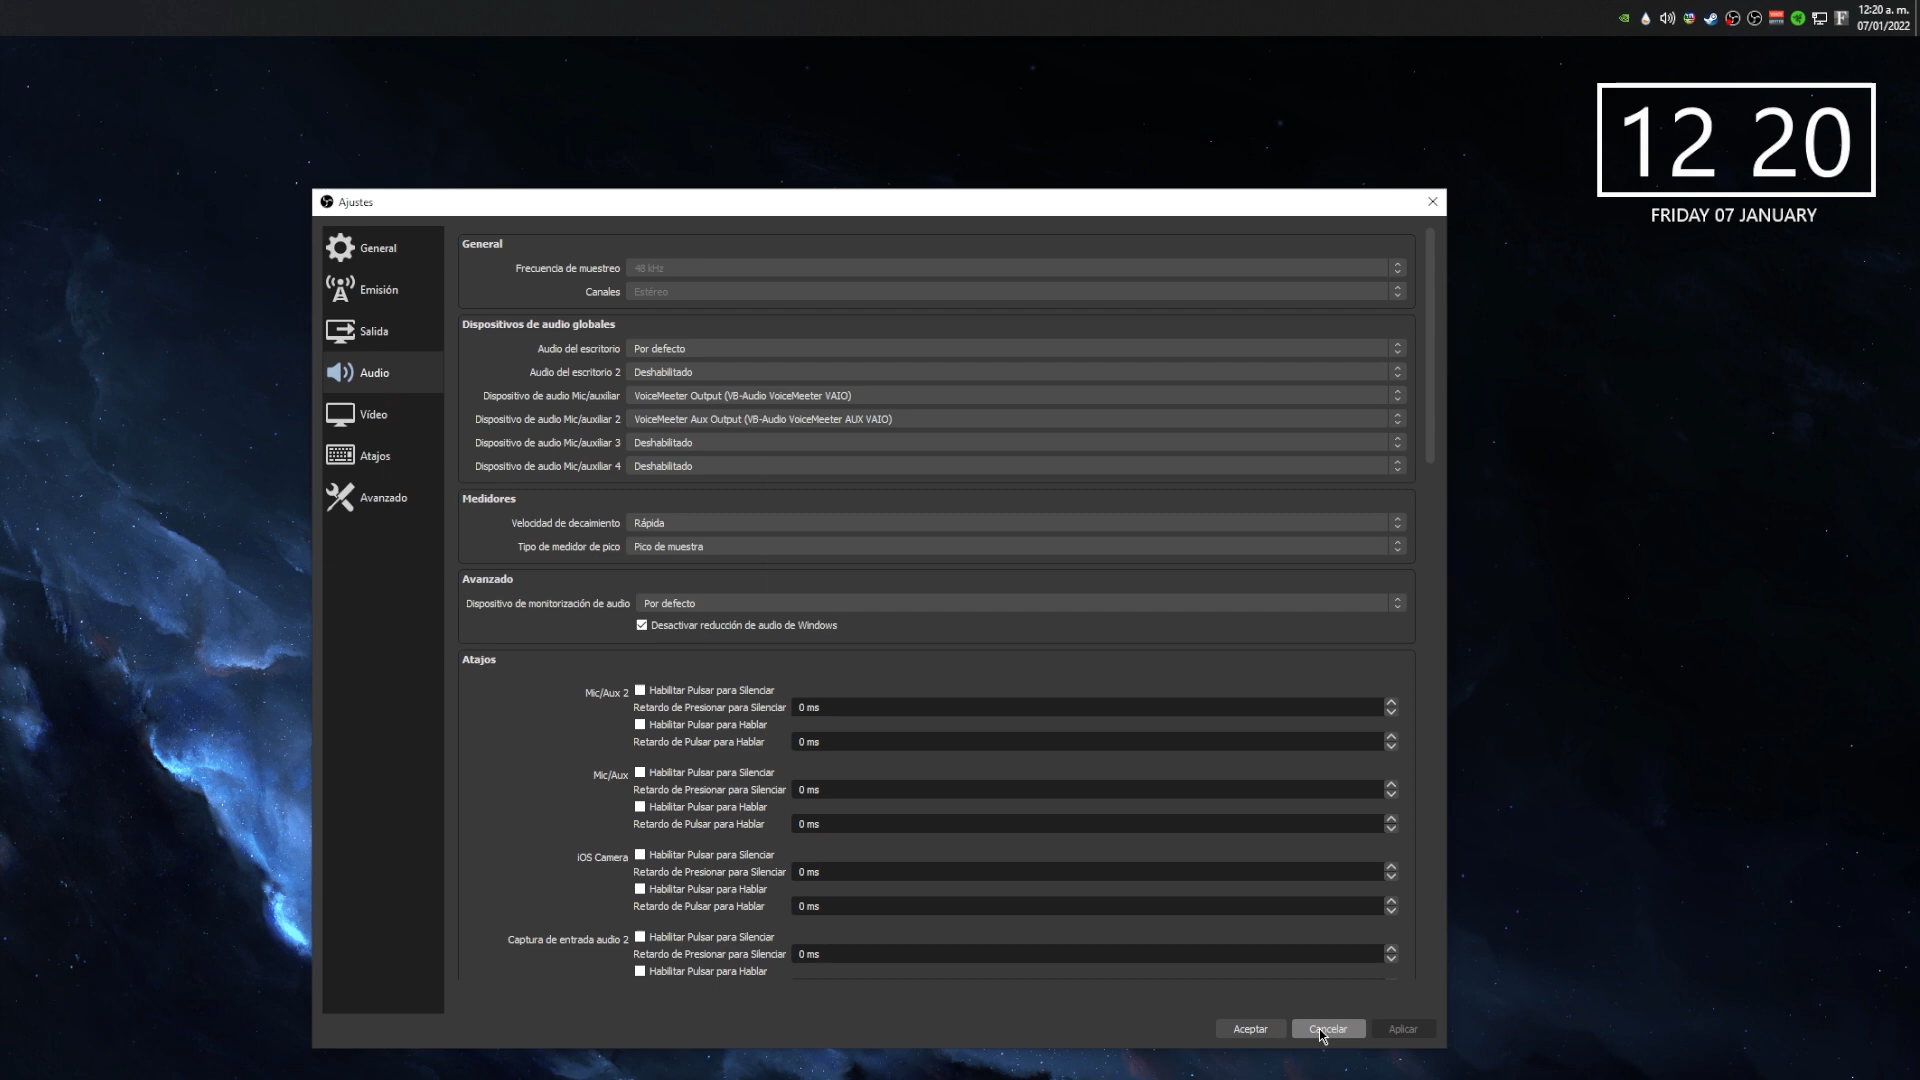 12:20 a. m.
07/01/2022
12 20
FRIDAY 07 JANUARY
Ajustes
General
Emisión
Salida
Audio
Vídeo
Atajos
Avanzado
General
Frecuencia de muestreo 48 kHz
Canales Estéreo
Dispositivos de audio globales
Audio del escritorio Por defecto
Audio del escritorio 2 Deshabilitado
Dispositivo de audio Mic/auxiliar VoiceMeeter Output (VB-Audio VoiceMeeter VAIO)
Dispositivo de audio Mic/auxiliar 2 VoiceMeeter Aux Output (VB-Audio VoiceMeeter AUX VAIO)
Dispositivo de audio Mic/auxiliar 3 Deshabilitado
Dispositivo de audio Mic/auxiliar 4 Deshabilitado
Medidores
Velocidad de decaimiento Rápida
Tipo de medidor de pico Pico de muestra
Avanzado
Dispositivo de monitorización de audio Por defecto
Desactivar reducción de audio de Windows
Atajos
Mic/Aux 2 Habilitar Pulsar para Silenciar
Retardo de Presionar para Silenciar 0 ms
Habilitar Pulsar para Hablar
Retardo de Pulsar para Hablar 0 ms
Mic/Aux Habilitar Pulsar para Silenciar
Retardo de Presionar para Silenciar 0 ms
Habilitar Pulsar para Hablar
Retardo de Pulsar para Hablar 0 ms
iOS Camera Habilitar Pulsar para Silenciar
Retardo de Presionar para Silenciar 0 ms
Habilitar Pulsar para Hablar
Retardo de Pulsar para Hablar 0 ms
Captura de entrada audio 2 Habilitar Pulsar para Silenciar
Retardo de Presionar para Silenciar 0 ms
Habilitar Pulsar para Hablar
Aceptar Cancelar Aplicar